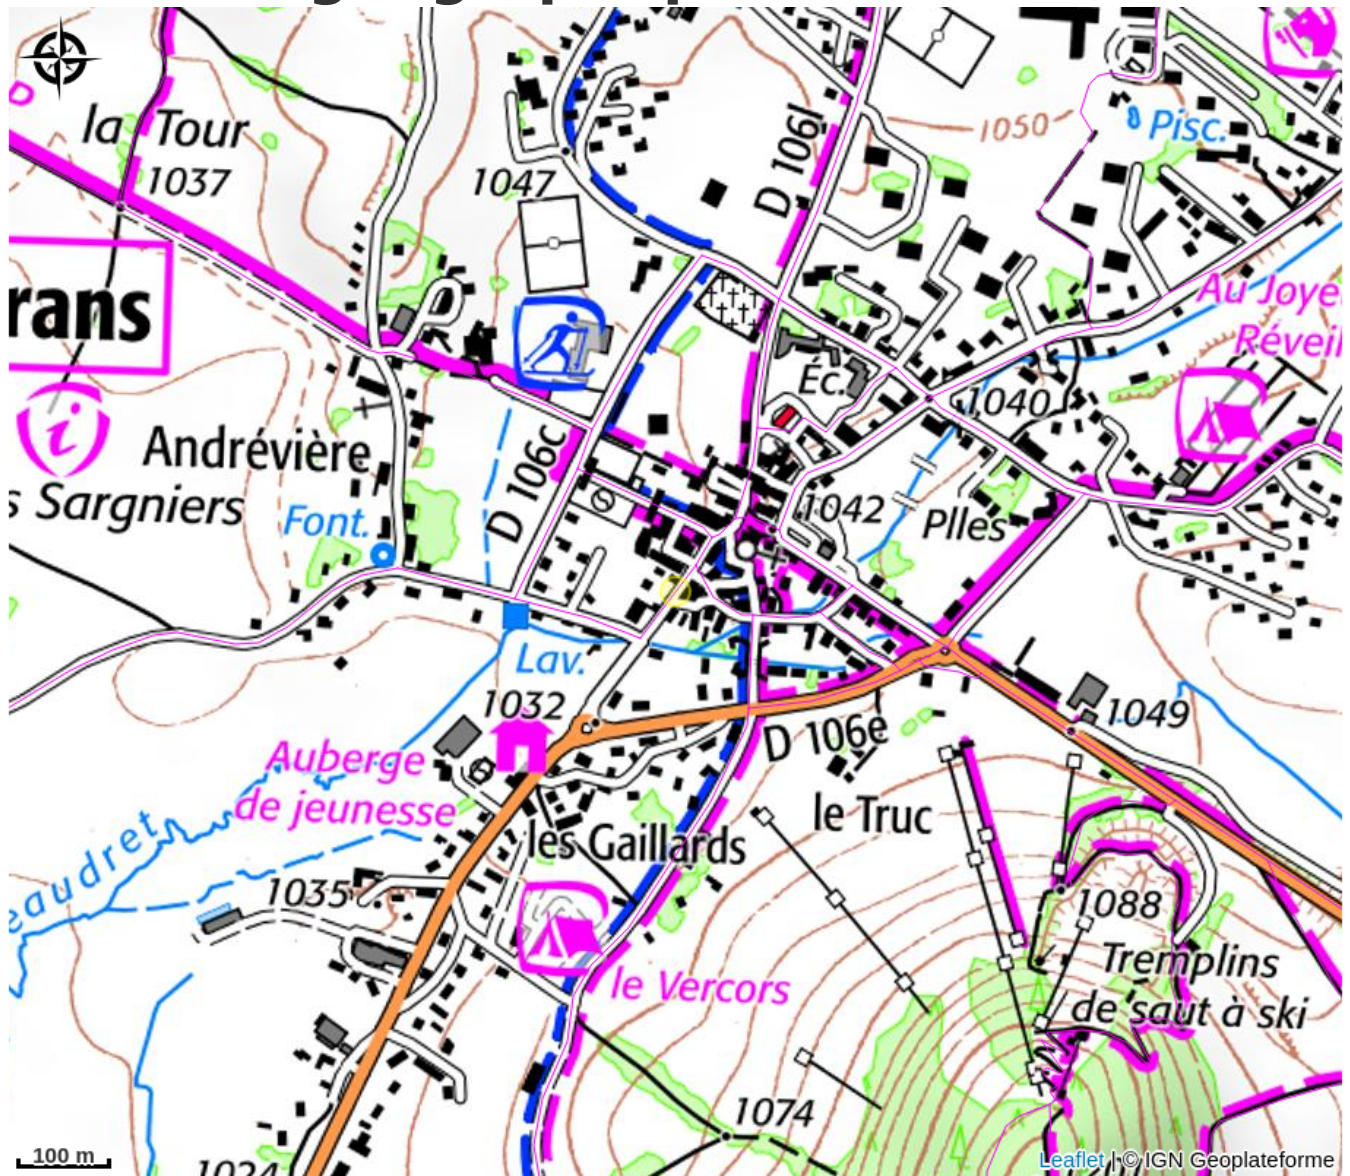 la Tour
1037
1047
D 106l
1050
Pisc.
rans
Éc.
Au Joye
Réveil
1040
Andrévière
s Sargniers
Font.
D 106c
1042
Plles
Lav.
1032
Auberge
de jeunesse
D 106e
1049
le Truc
les Gaillards
eaudret
1035
1088
Tremplins
de saut à ski
le Vercors
1074
1024
100 m
Leaflet | © IGN Geoplateforme